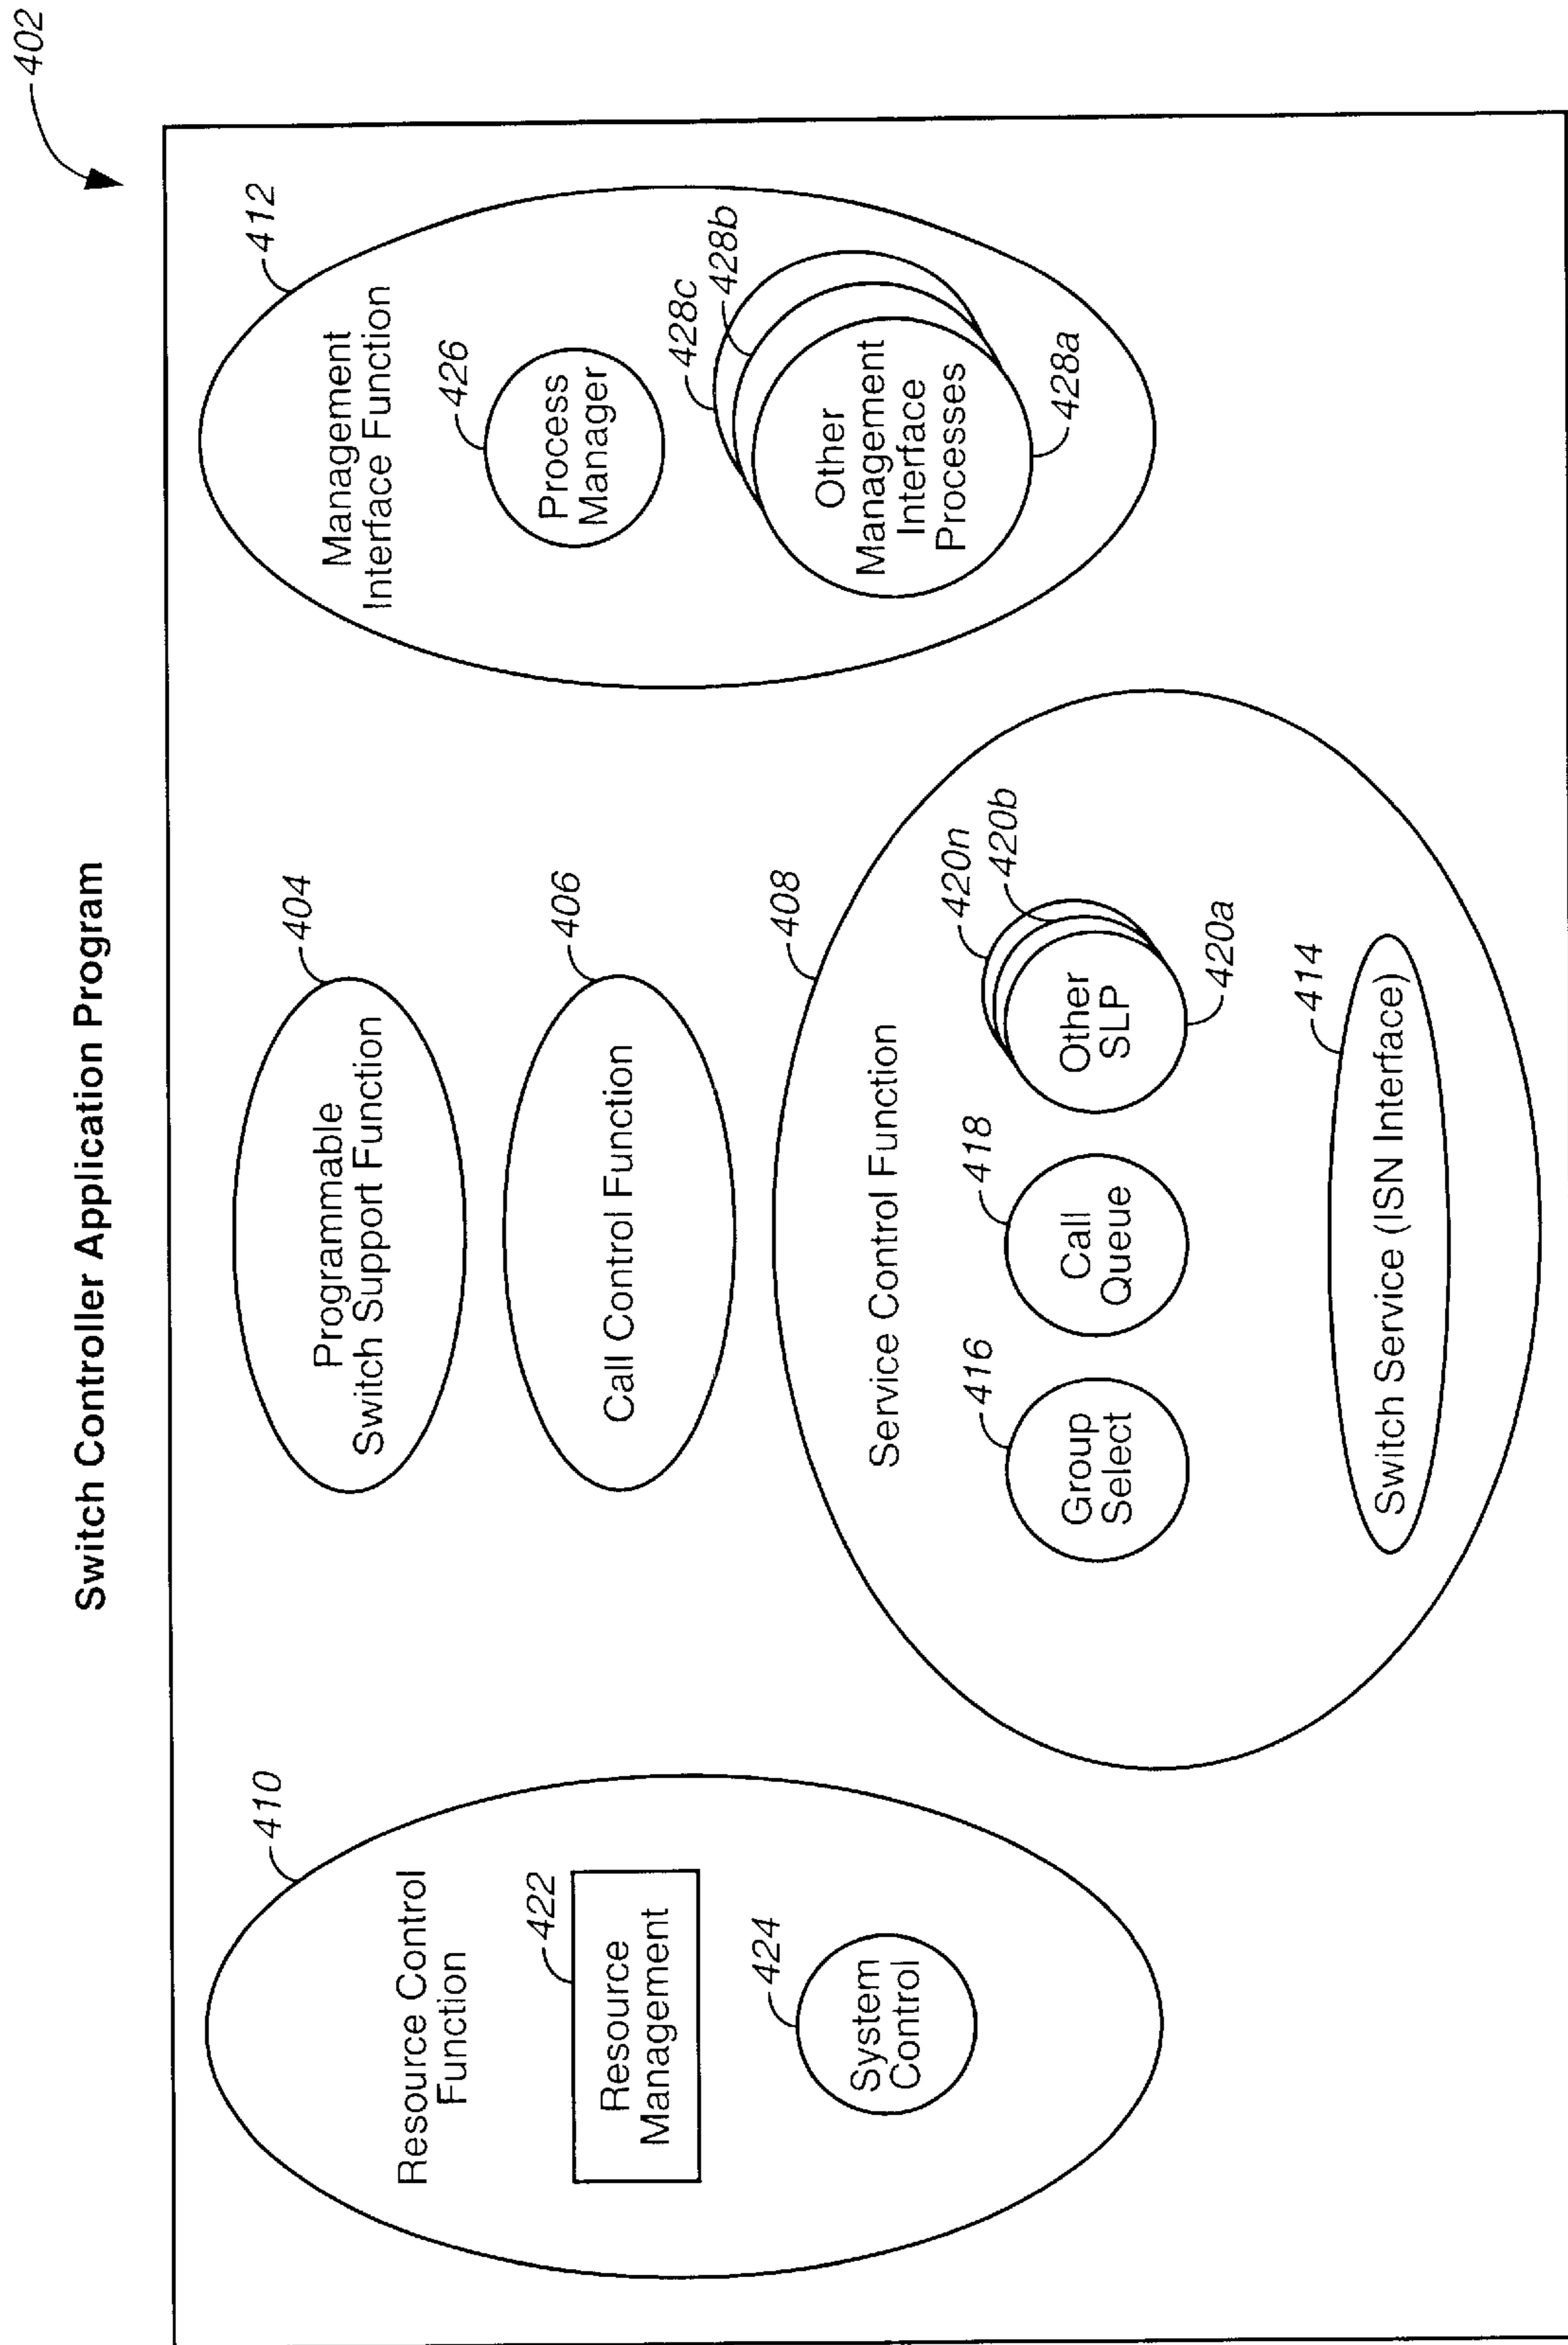 Switch Controller Application Program
402
410
Resource Control
Function
422
Resource
Management
424
System
Control
404
Programmable
Switch Support Function
406
Call Control Function
408
Service Control Function
416
Group
Select
418
Call
Queue
420n
420b
Other
SLP
420a
414
Switch Service (ISN Interface)
412
Management
Interface Function
426
Process
Manager
428c
428b
Other
Management
Interface
Processes
428a